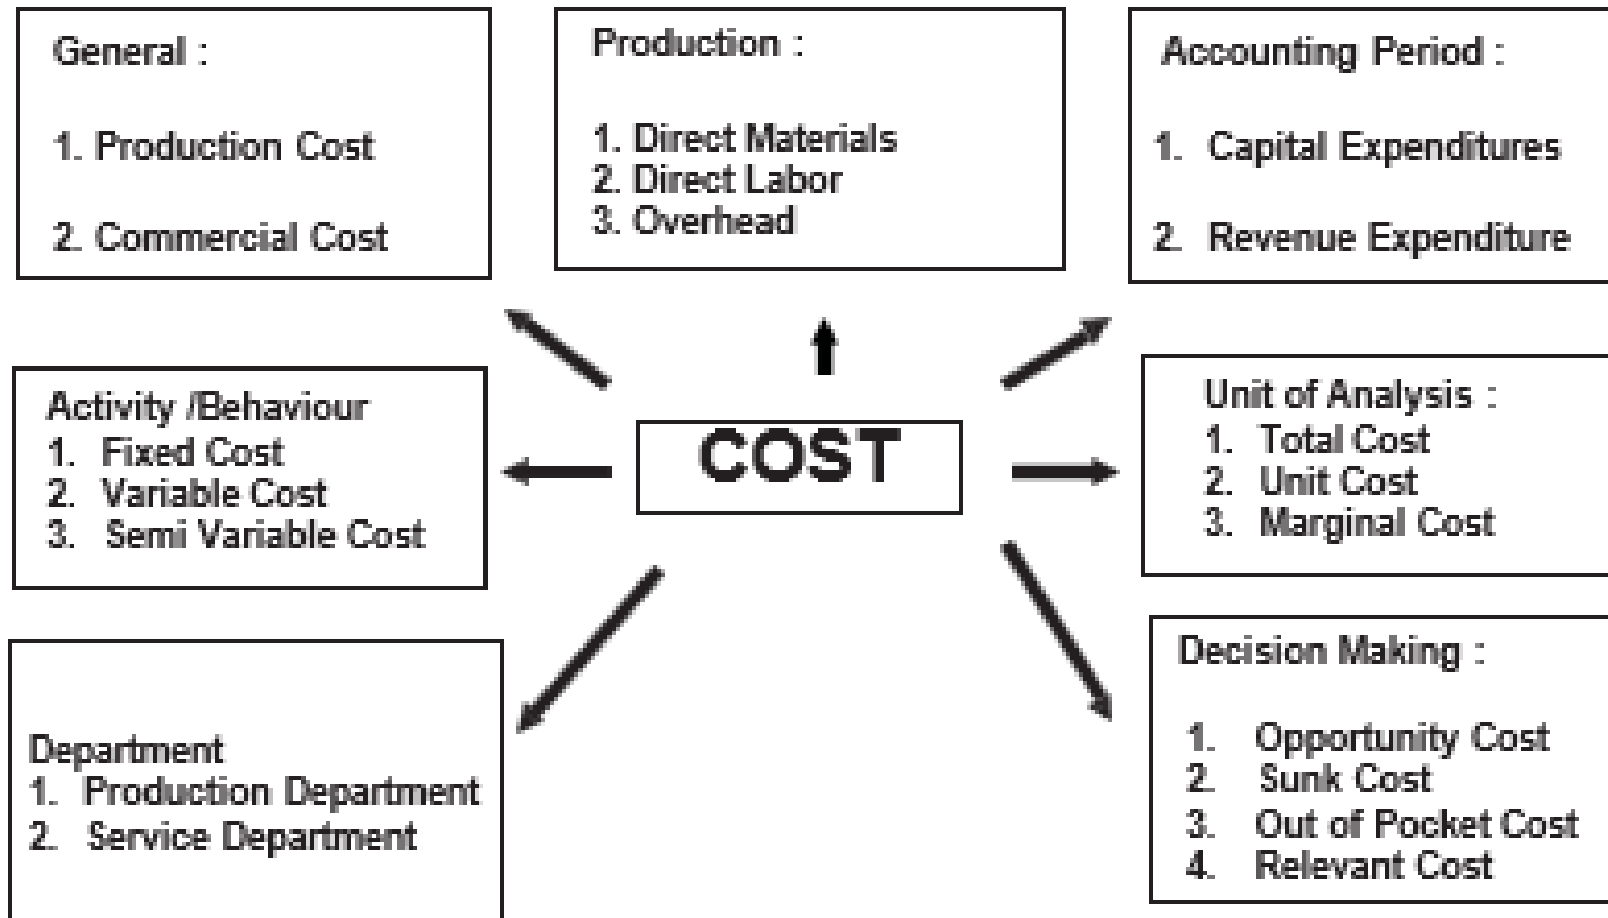 General :
1. Production Cost
2. Commercial Cost
Production :
1. Direct Materials
2. Direct Labor
3. Overhead
Accounting Period :
1. Capital Expenditures
2. Revenue Expenditure
Activity /Behaviour
1. Fixed Cost
2. Variable Cost
3. Semi Variable Cost
COST
Unit of Analysis :
1. Total Cost
2. Unit Cost
3. Marginal Cost
Department
1. Production Department
2. Service Department
Decision Making :
1. Opportunity Cost
2. Sunk Cost
3. Out of Pocket Cost
4. Relevant Cost